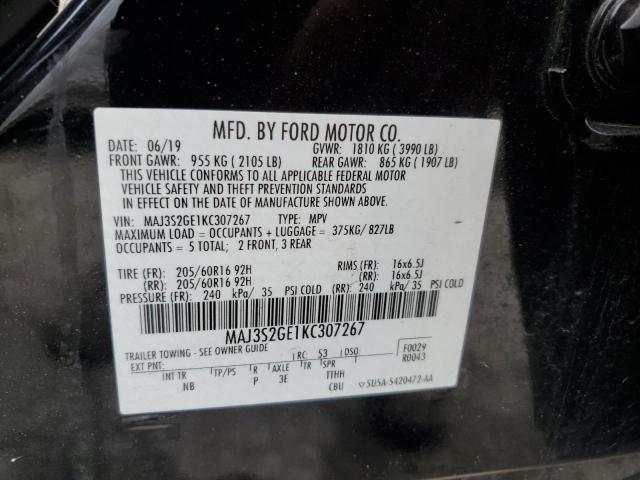 MFD. BY FORD MOTOR CO.
DATE: 06/19 GVWR: 1810 KG ( 3990 LB)
FRONT GAWR: 955 KG ( 2105 LB) REAR GAWR: 865 KG ( 1907 LB)
THIS VEHICLE CONFORMS TO ALL APPLICABLE FEDERAL MOTOR
VEHICLE SAFETY AND THEFT PREVENTION STANDARDS
IN EFFECT ON THE DATE OF MANUFACTURE SHOWN ABOVE.
VIN: MAJ3S2GE1KC307267 TYPE: MPV
MAXIMUM LOAD = OCCUPANTS + LUGGAGE = 375KG/ 827LB
OCCUPANTS = 5 TOTAL; 2 FRONT, 3 REAR
TIRE (FR): 205/60R16 92H RIMS (FR): 16x6.5J
(RR): 205/60R16 92H (RR): 16x6.5J
PRESSURE (FR): 240 kPa/ 35 PSI COLD (RR): 240 kPa/ 35 PSI COLD
MAJ3S2GE1KC307267
TRAILER TOWING - SEE OWNER GUIDE F0024
EXT PNT: RC: 53 DSO: R0043
INT TR TP/PS R AXLE TR SPR
NB P 3E TTHH
CBU 5U5A-S420472-AA